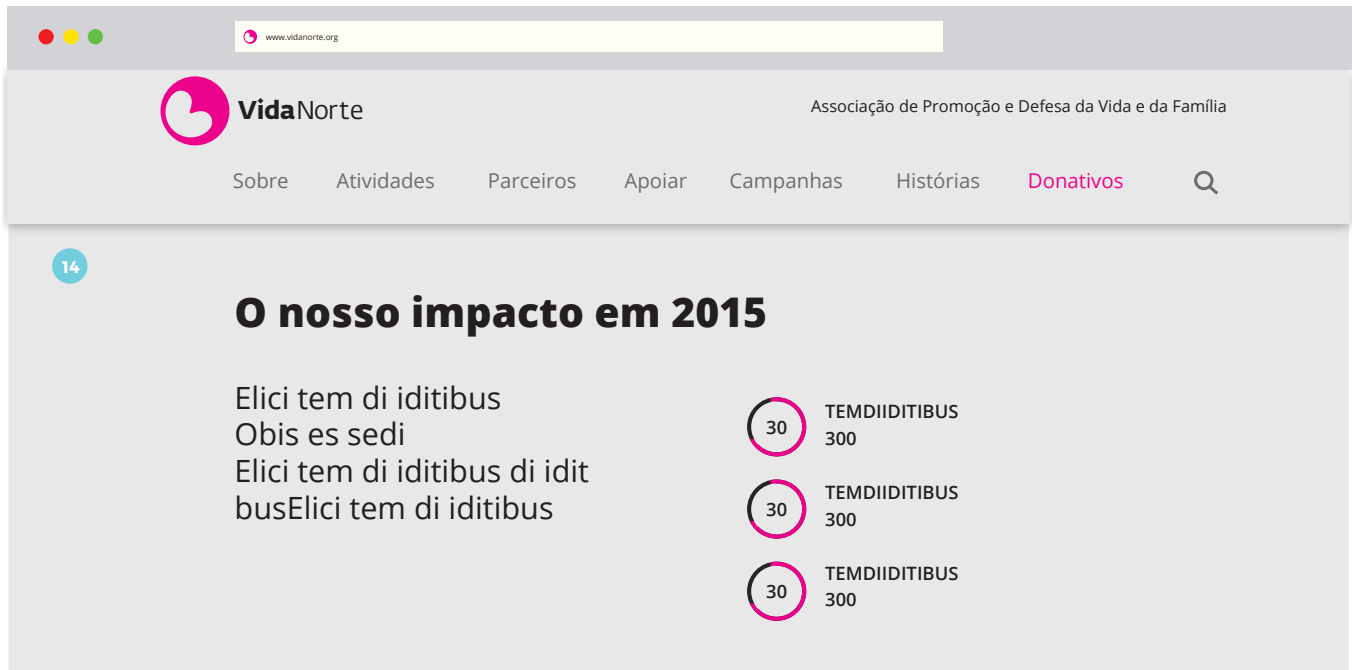 www.vidanorte.org
VidaNorte
Associação de Promoção e Defesa da Vida e da Família
Sobre Atividades Parceiros Apoiar Campanhas Histórias Donativos
14
O nosso impacto em 2015
Elici tem di iditibus
Obis es sedi
Elici tem di iditibus di idit
busElici tem di iditibus
30
TEMDIIDITIBUS
300
30
TEMDIIDITIBUS
300
30
TEMDIIDITIBUS
300